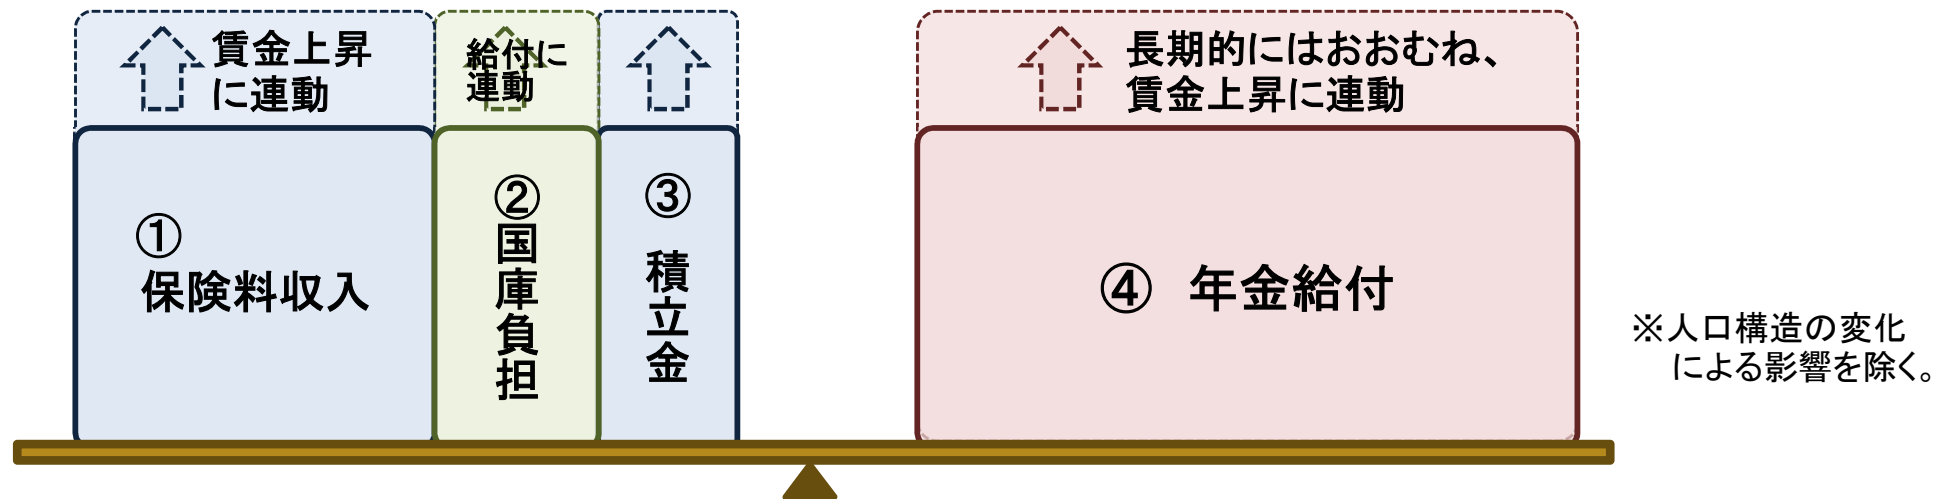 賃金上昇
に連動
給付に
連動
長期的にはおおむね、
賃金上昇に連動
①
保険料収入
②国庫負担
③ 積立金
④ 年金給付
※人口構造の変化
による影響を除く。